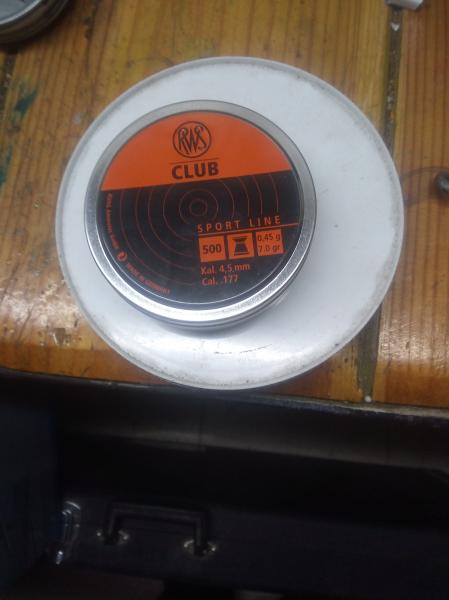 RWS
CLUB
SPORT LINE
500
0,45 g
7.0 gr
Kal. 4,5 mm
Cal. .177